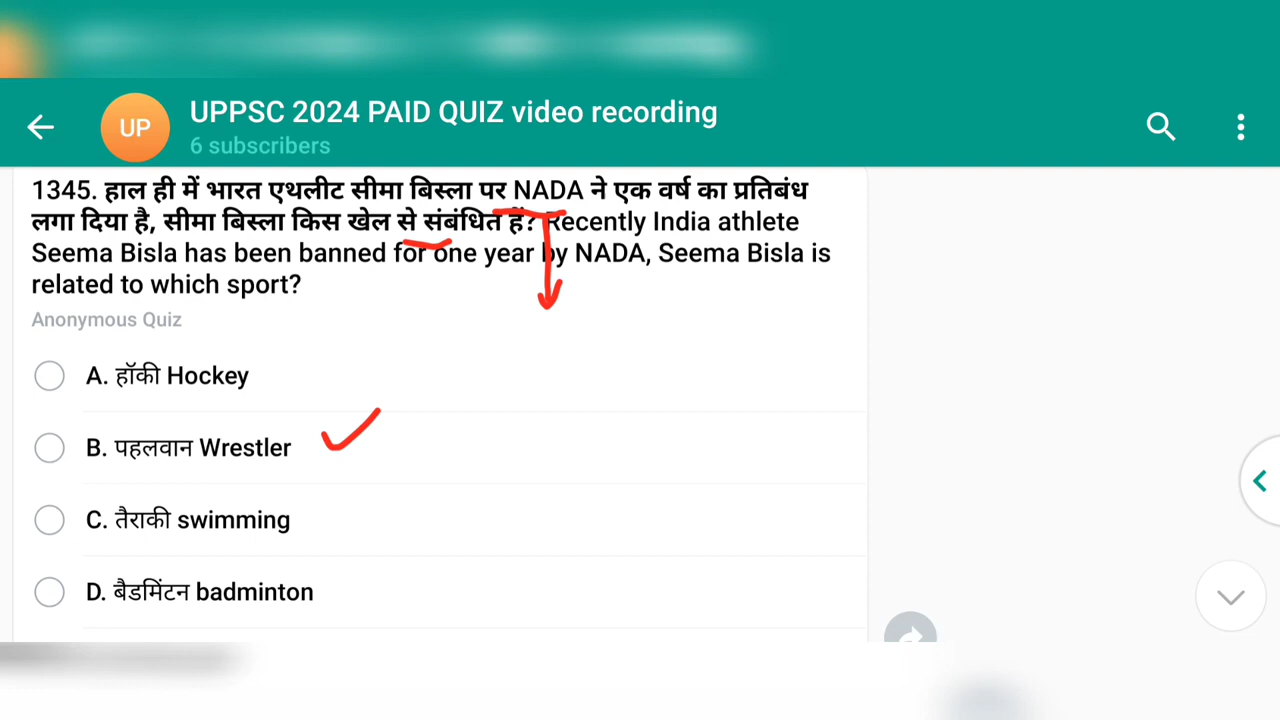 UP
UPPSC 2024 PAID QUIZ video recording
6 subscribers
1345. हाल ही में भारत एथलीट सीमा बिस्ला पर NADA ने एक वर्ष का प्रतिबंध
लगा दिया है, सीमा बिस्ला किस खेल से संबंधित हैं? Recently India athlete
Seema Bisla has been banned for one year by NADA, Seema Bisla is
related to which sport?
Anonymous Quiz
A. हॉकी Hockey
B. पहलवान Wrestler
C. तैराकी swimming
D. बैडमिंटन badminton